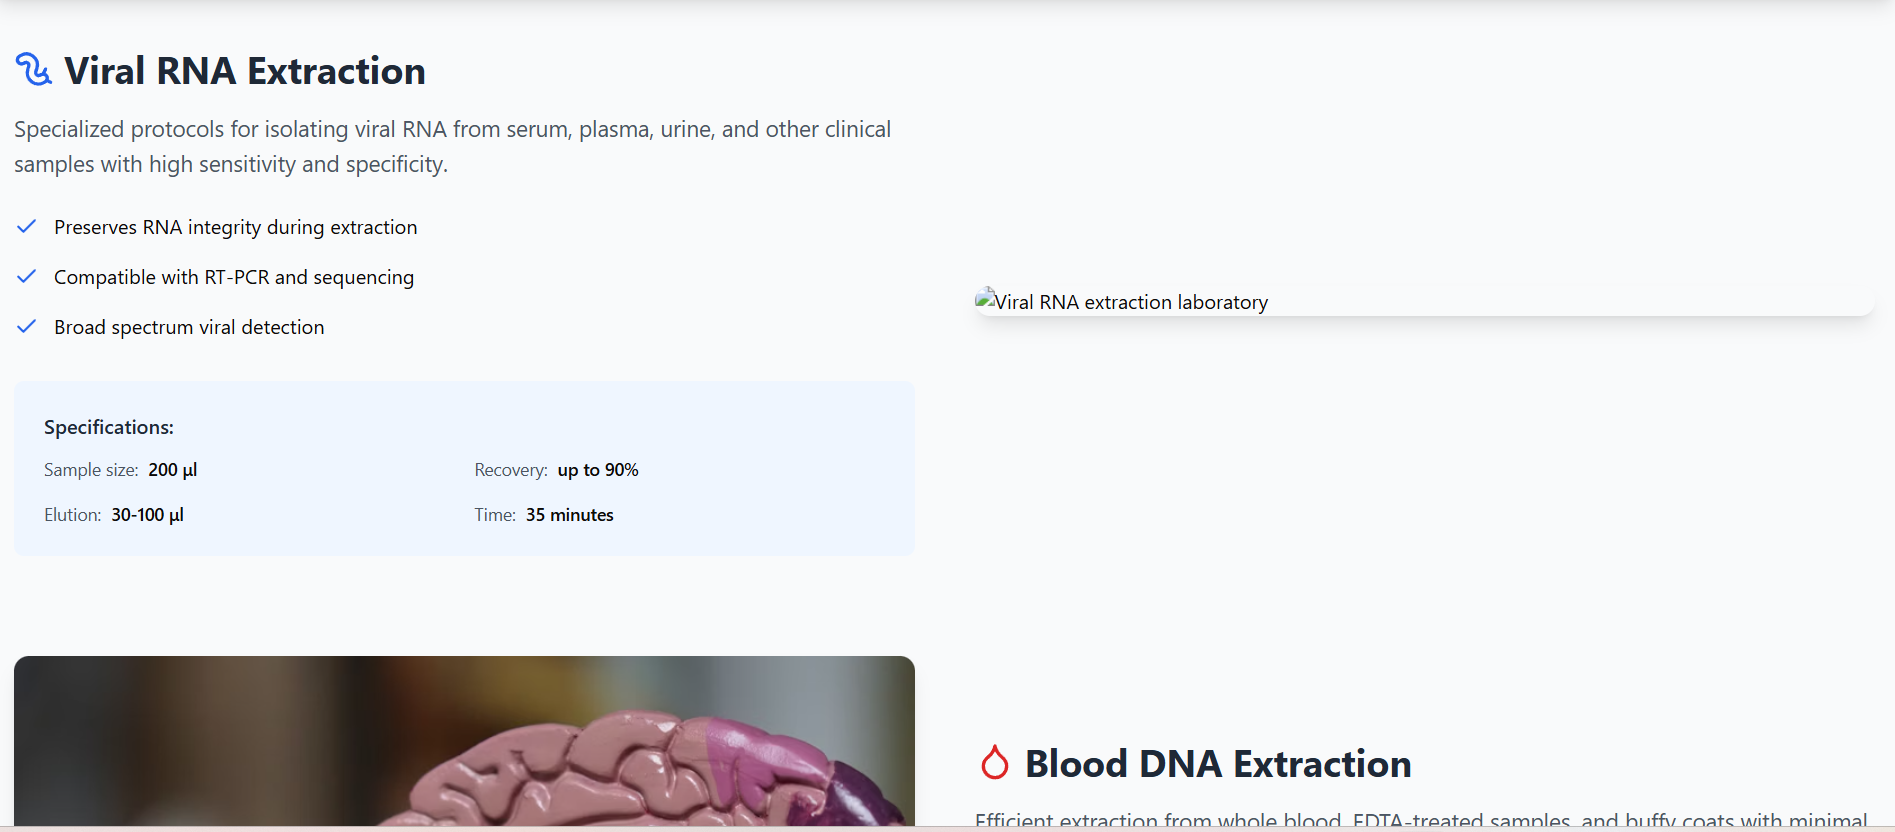 Viral RNA Extraction
Specialized protocols for isolating viral RNA from serum, plasma, urine, and other clinical
samples with high sensitivity and specificity.
Preserves RNA integrity during extraction
Compatible with RT-PCR and sequencing
Broad spectrum viral detection
Specifications:
Sample size: 200 µl
Recovery: up to 90%
Elution: 30-100 µl
Time: 35 minutes
Viral RNA extraction laboratory
Blood DNA Extraction
Efficient extraction from whole blood, EDTA-treated samples, and buffy coats with minimal